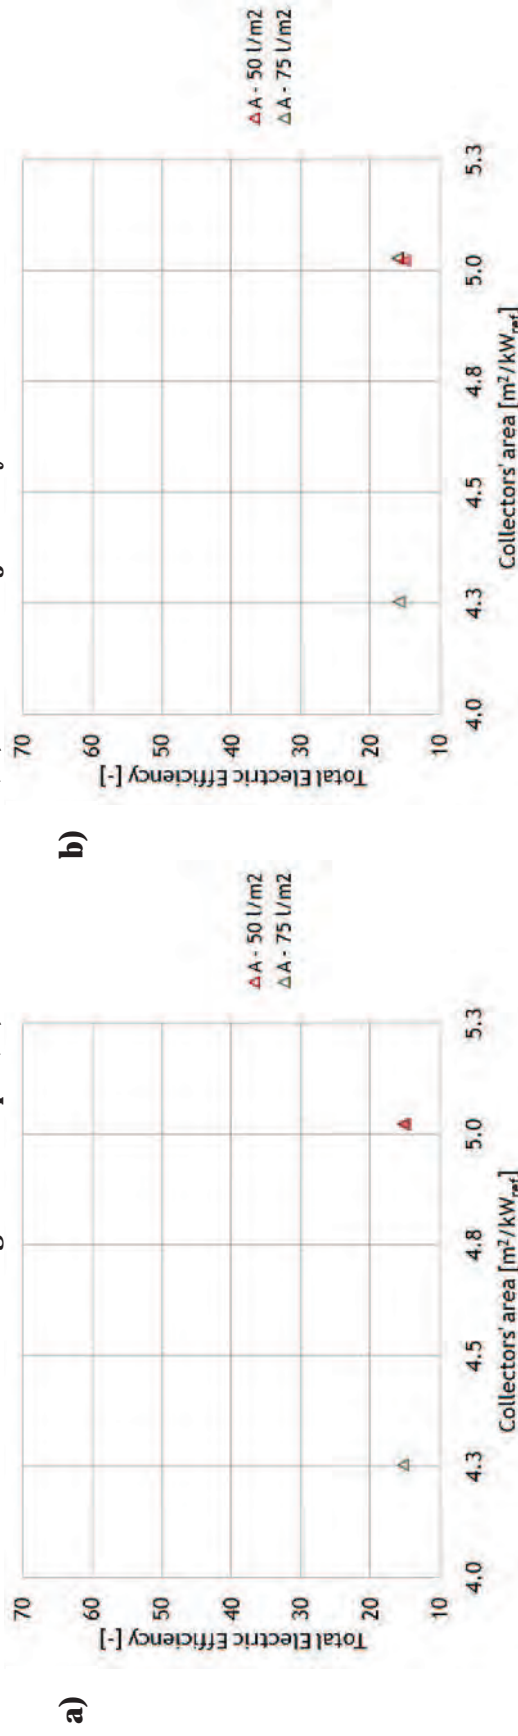 a)
Total Electric Efficiency [-]
70
60
50
40
30
20
10
4.0
4.3
4.5
4.8
5.0
5.3
Collectors' area [m²/kWref]
A - 50 l/m2
A - 75 l/m2
b)
Total Electric Efficiency [-]
70
60
50
40
30
20
10
4.0
4.3
4.5
4.8
5.0
5.3
Collectors' area [m²/kWref]
A - 50 l/m2
A - 75 l/m2